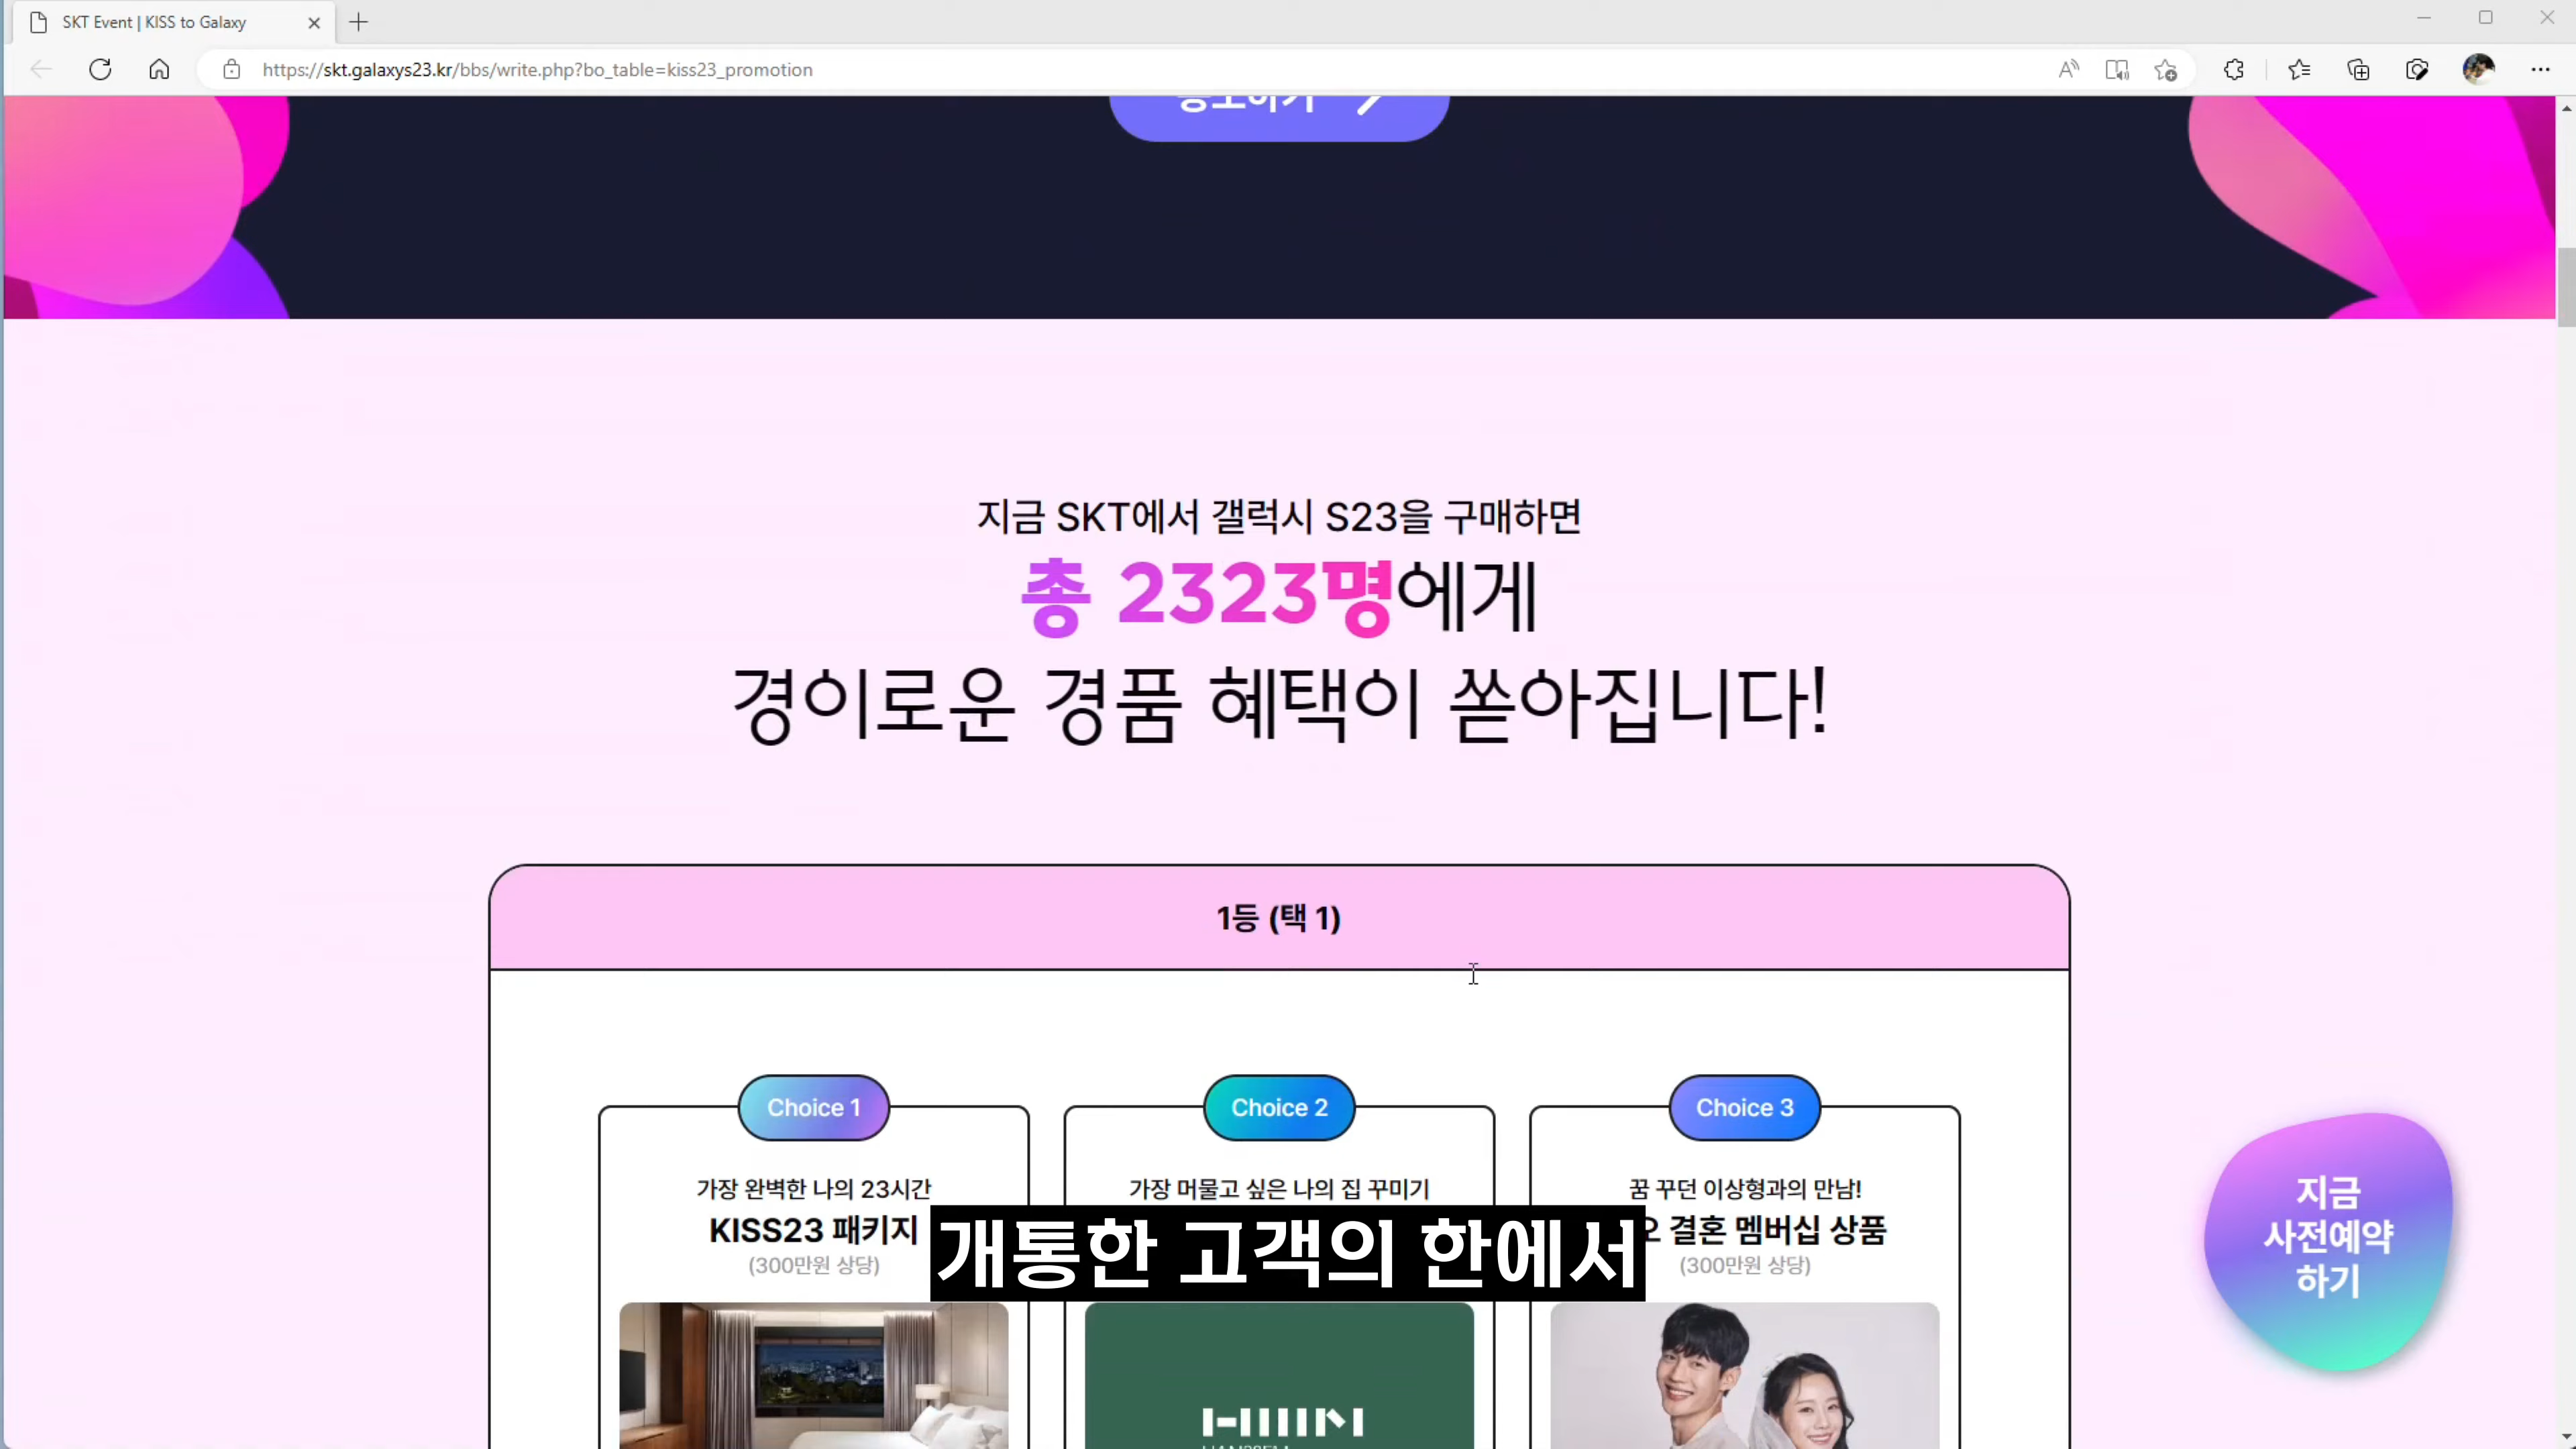 SKT Event | KISS to Galaxy
https://skt.galaxys23.kr/bbs/write.php?bo_table=kiss23_promotion
응모하기
지금 SKT에서 갤럭시 S23을 구매하면
총 2323명에게
경이로운 경품 혜택이 쏟아집니다!
1등 (택 1)
Choice 1
Choice 2
Choice 3
가장 완벽한 나의 23시간
가장 머물고 싶은 나의 집 꾸미기
꿈 꾸던 이상형과의 만남!
KISS23 패키지
결혼 멤버십 상품
(300만원 상당)
(300만원 상당)
개통한 고객의 한에서
지금
사전예약
하기